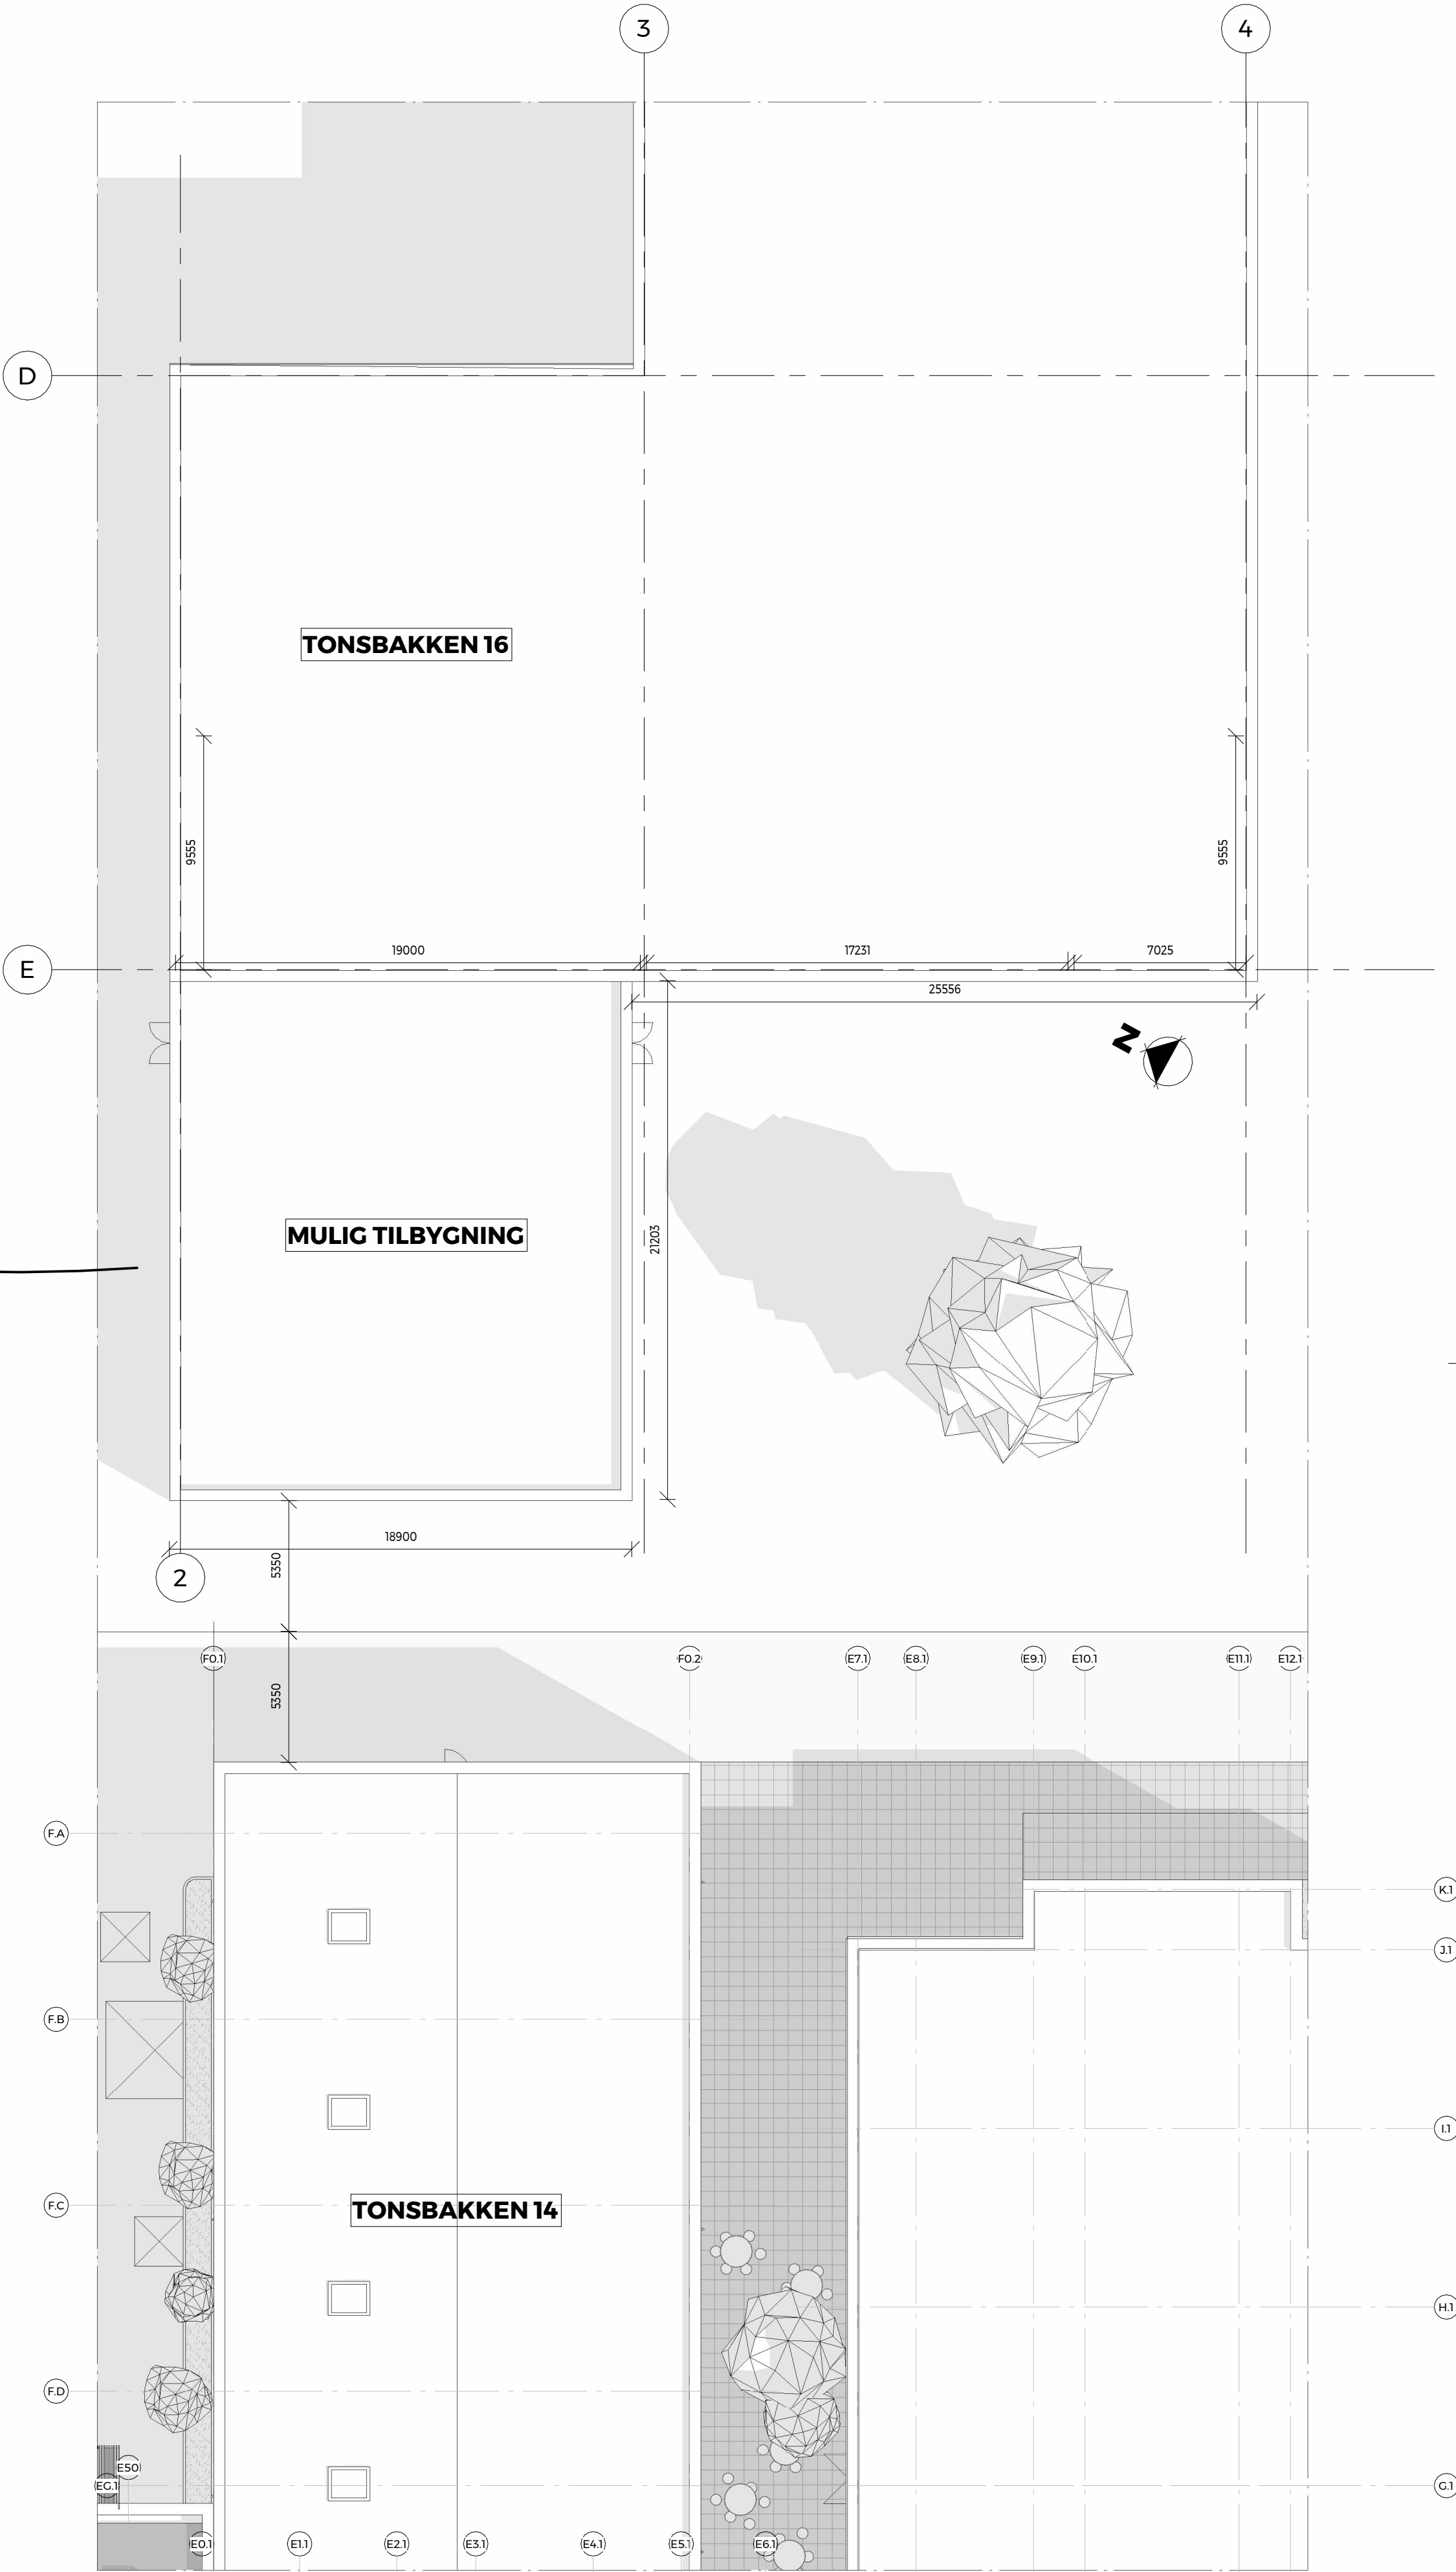 3 4
D
TONSBAKKEN 16
9555 9555
19000 17231 7025
E
25556
N
MULIG TILBYGNING
21203
18900
5350
2
F0.1 F0.2 E7.1 E8.1 E9.1 E10.1 E11.1 E12.1
5350
F.A
K.1
J.1
F.B
I.1
F.C
TONSBAKKEN 14
H.1
F.D
E50
EG.1 G.1
E0.1 E1.1 E2.1 E3.1 E4.1 E5.1 E6.1